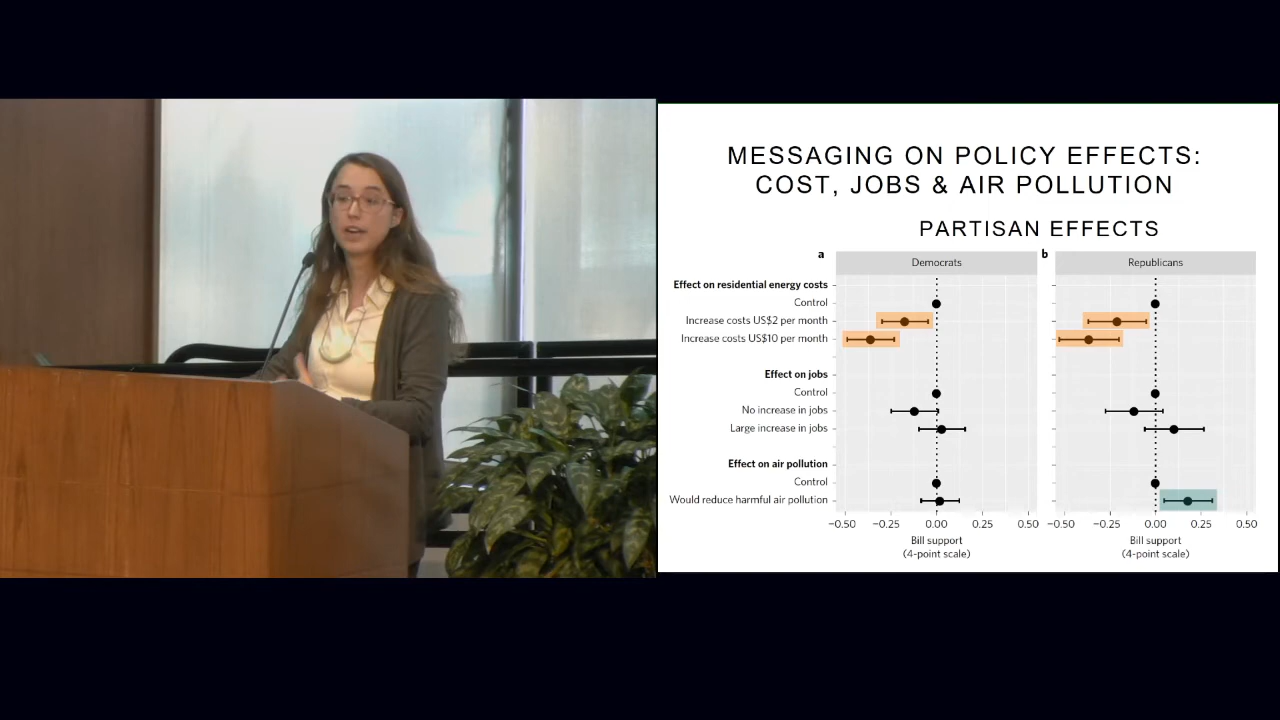 MESSAGING ON POLICY EFFECTS:
COST, JOBS & AIR POLLUTION
PARTISAN EFFECTS
a
Democrats
b
Republicans
Effect on residential energy costs
Control
Increase costs US$2 per month
Increase costs US$10 per month
Effect on jobs
Control
No increase in jobs
Large increase in jobs
Effect on air pollution
Control
Would reduce harmful air pollution
−0.50 −0.25 0.00 0.25 0.50
Bill support
(4-point scale)
−0.50 −0.25 0.00 0.25 0.50
Bill support
(4-point scale)